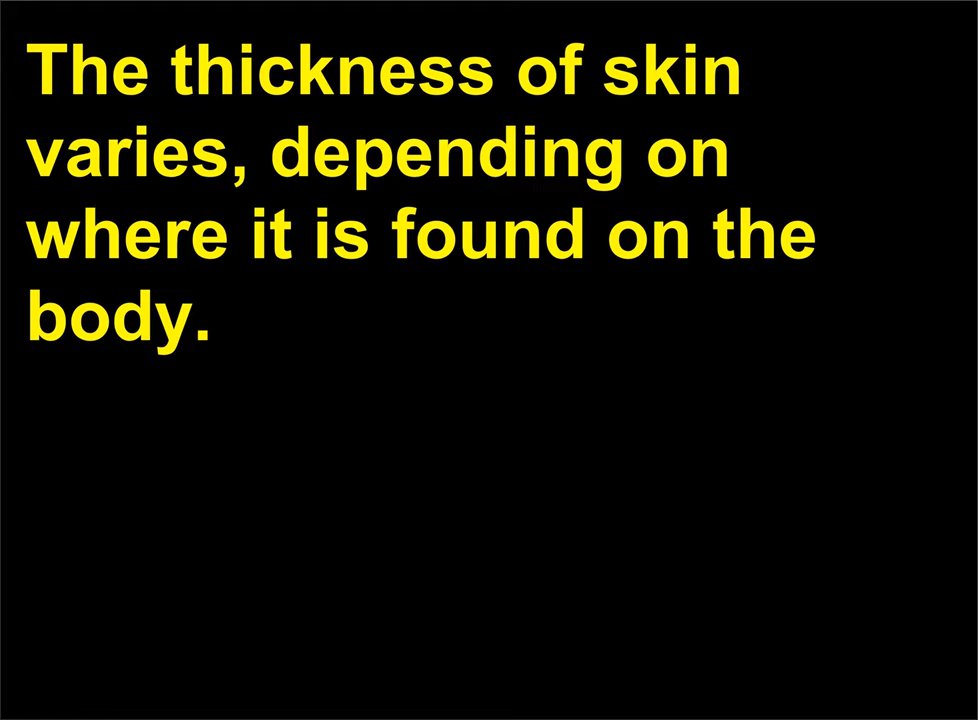 The thickness of skin
varies, depending on
where it is found on the
body.